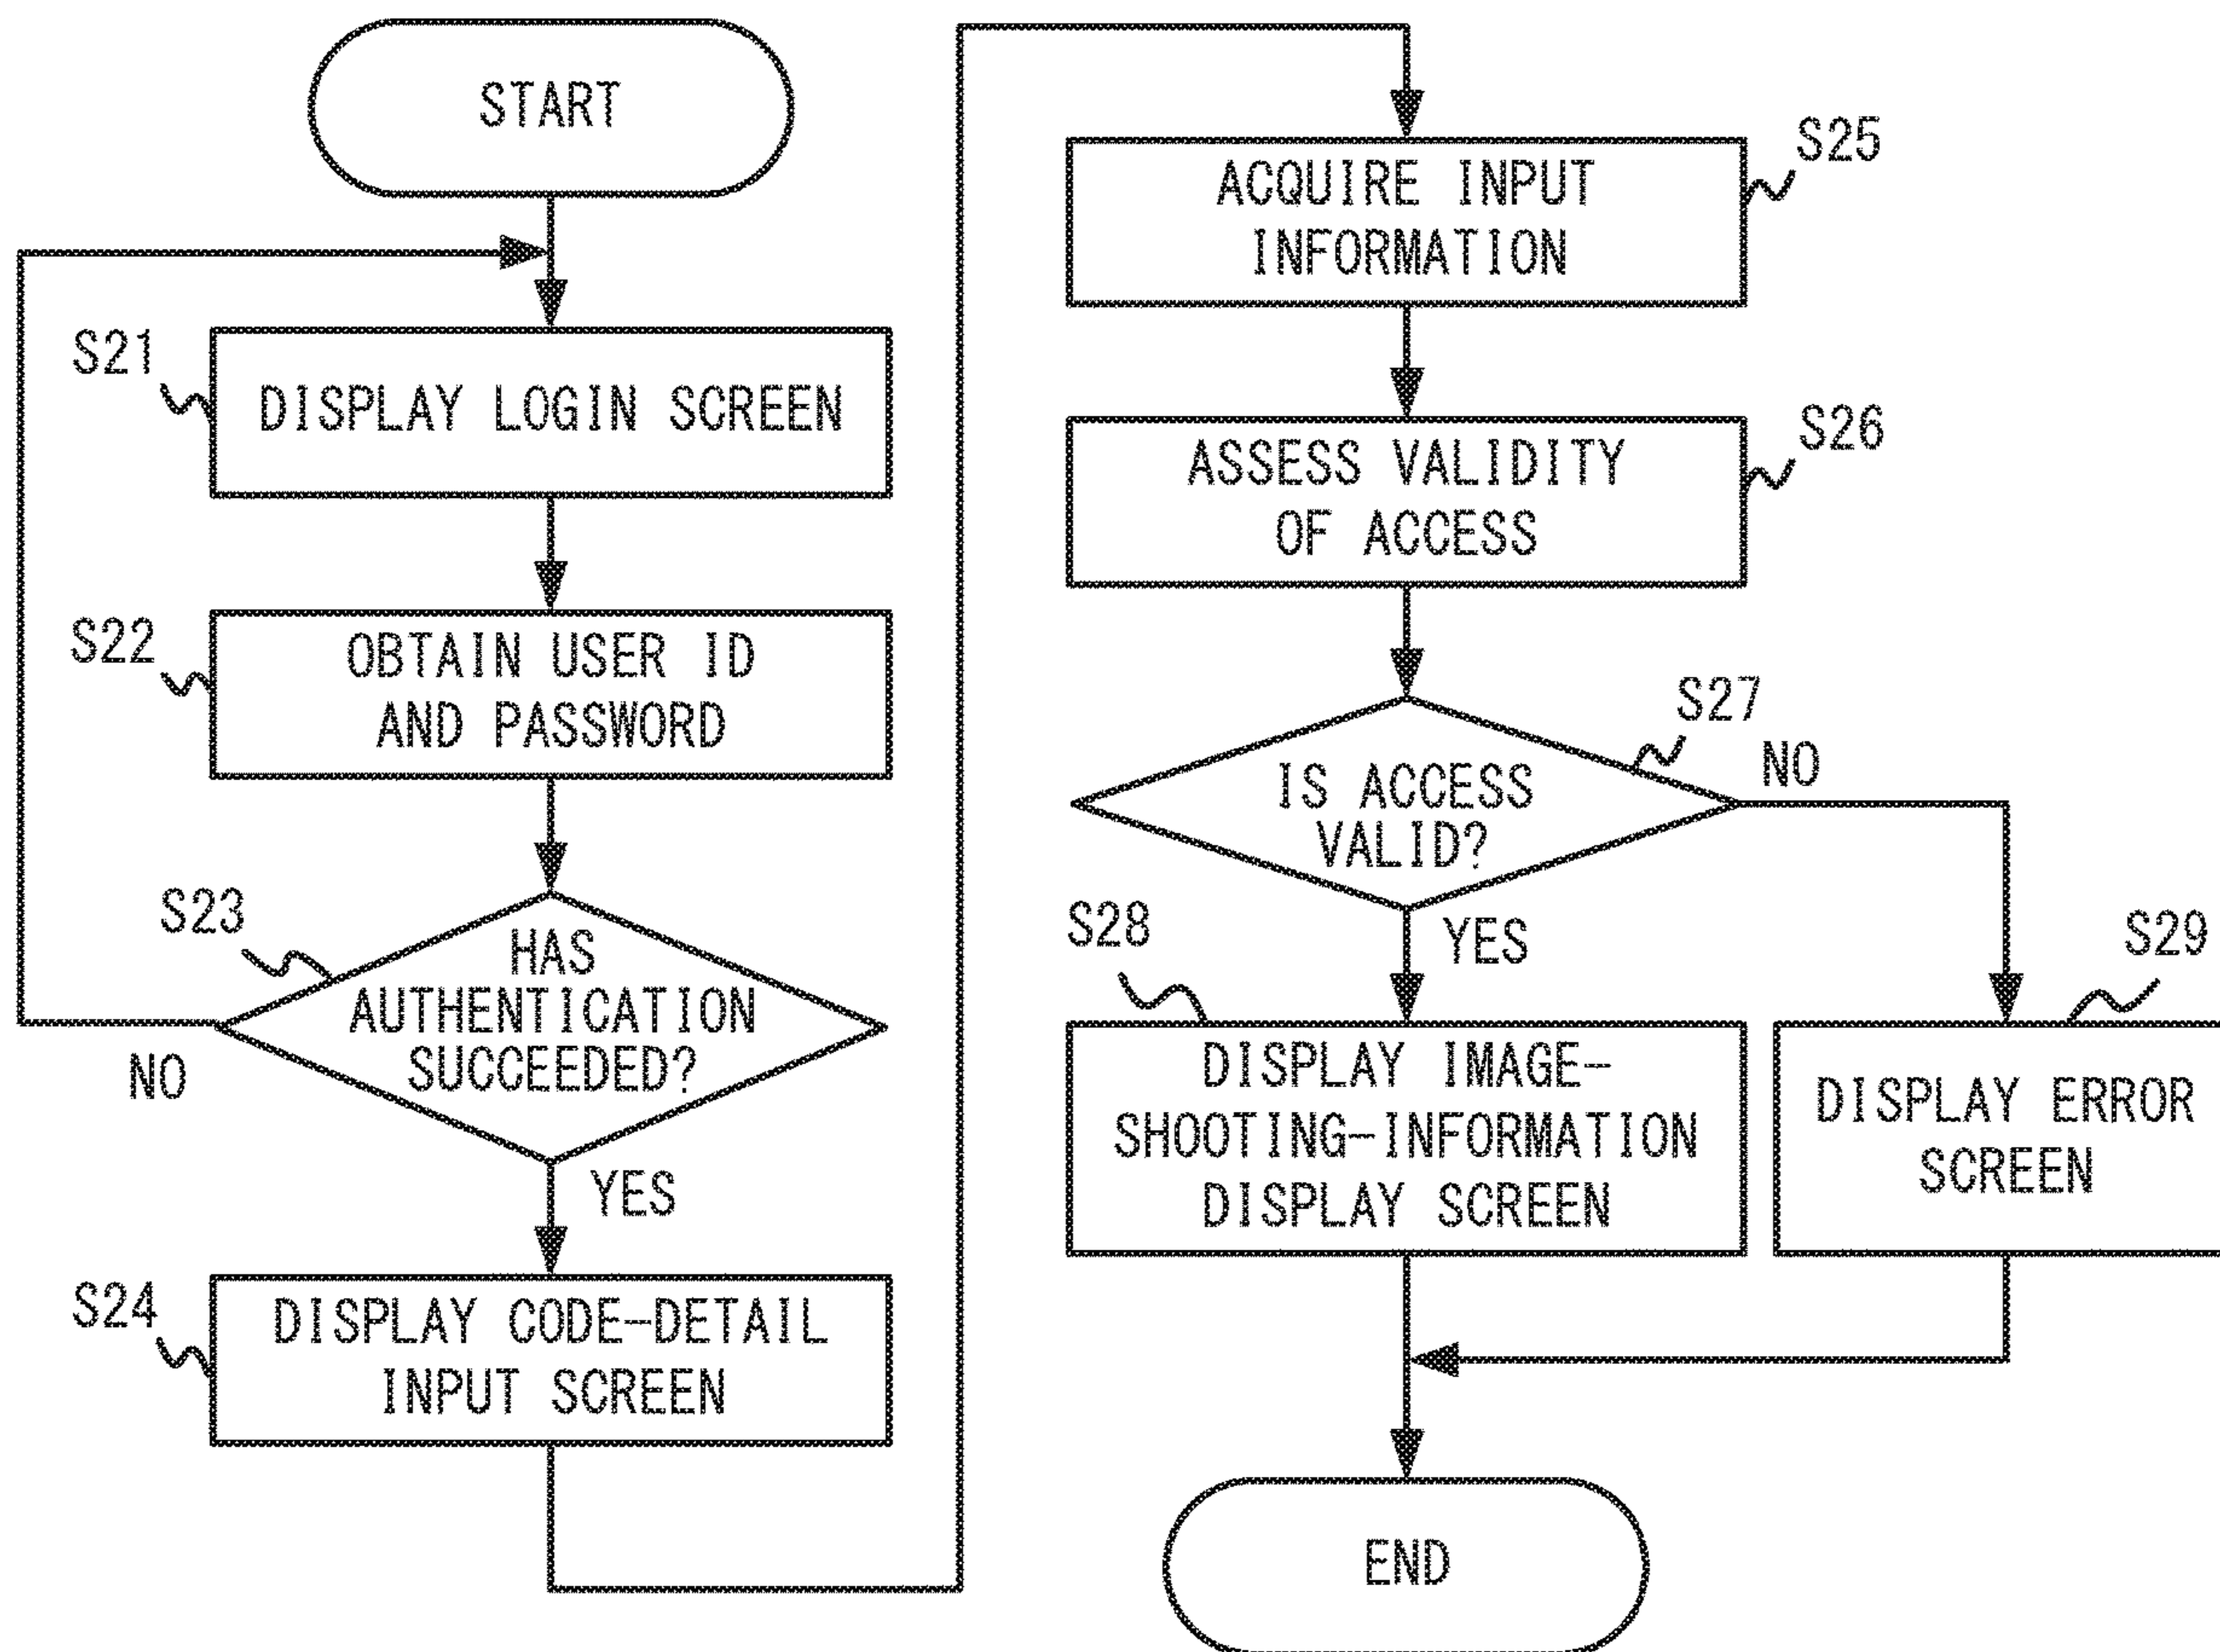 START
S21
DISPLAY LOGIN SCREEN
S22
OBTAIN USER ID
AND PASSWORD
S23
HAS
AUTHENTICATION
SUCCEEDED?
NO
YES
S24
DISPLAY CODE-DETAIL
INPUT SCREEN
S25
ACQUIRE INPUT
INFORMATION
S26
ASSESS VALIDITY
OF ACCESS
S27
IS ACCESS
VALID?
NO
YES
S28
DISPLAY IMAGE-
SHOOTING-INFORMATION
DISPLAY SCREEN
S29
DISPLAY ERROR
SCREEN
END